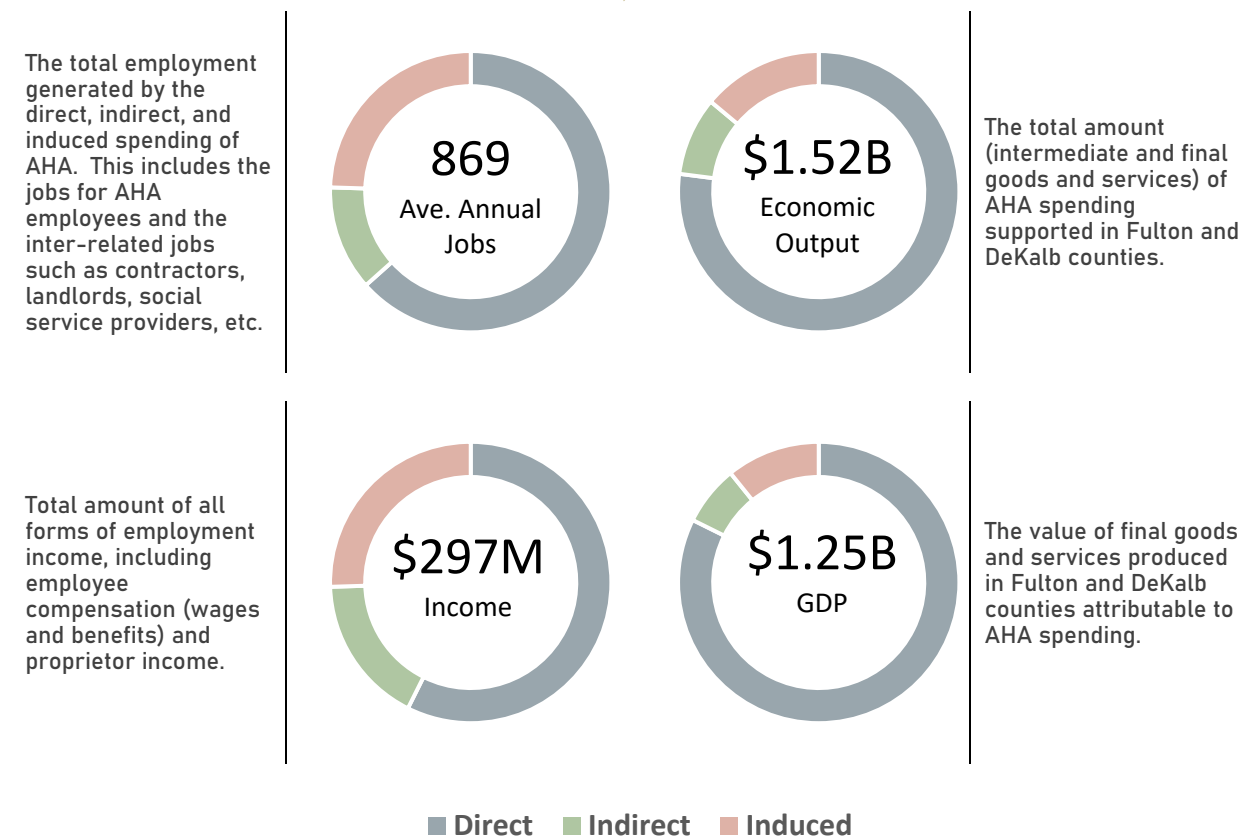 The total employment
generated by the
direct, indirect, and
induced spending of
AHA.  This includes the
jobs for AHA
employees and the
inter-related jobs
such as contractors,
landlords, social
service providers, etc.
869
Ave. Annual
Jobs
$1.52B
Economic
Output
The total amount
(intermediate and final
goods and services) of
AHA spending
supported in Fulton and
DeKalb counties.
Total amount of all
forms of employment
income, including
employee
compensation (wages
and benefits) and
proprietor income.
$297M
Income
$1.25B
GDP
The value of final goods
and services produced
in Fulton and DeKalb
counties attributable to
AHA spending.
Direct Indirect Induced